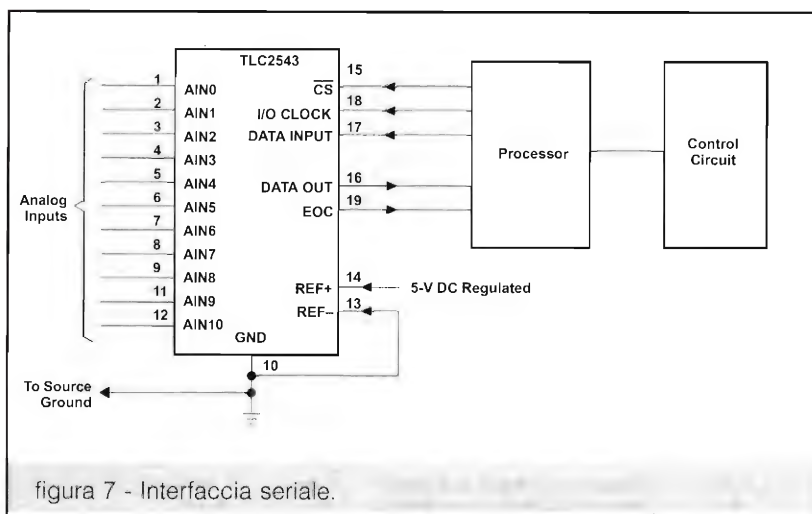 TLC2543
1 AIN0
2 AIN1
3 AIN2
4 AIN3
5 AIN4
6 AIN5
7 AIN6
8 AIN7
9 AIN8
11 AIN9
12 AIN10
Analog
Inputs
GND
10
CS 15
I/O CLOCK 18
DATA INPUT 17
DATA OUT 16
EOC 19
REF+ 14
5-V DC Regulated
REF– 13
Processor
Control
Circuit
To Source
Ground
figura 7 - Interfaccia seriale.